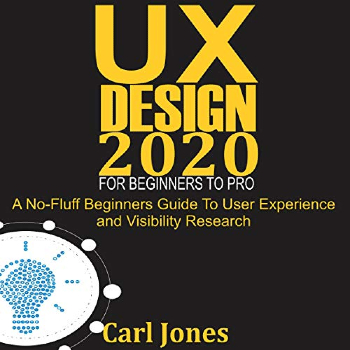 UX
DESIGN
2020
FOR BEGINNERS TO PRO
A No-Fluff Beginners Guide To User Experience
and Visibility Research
Carl Jones